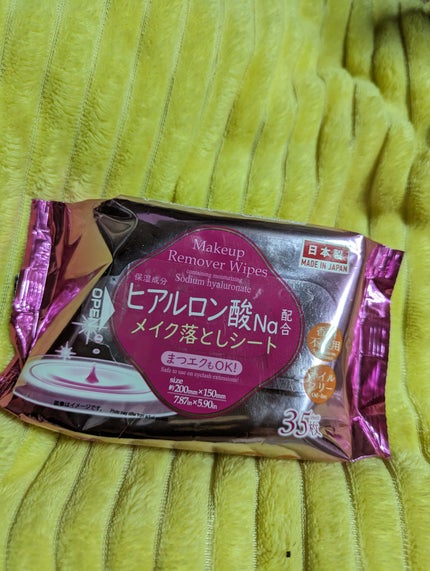 Makeup
Remover Wipes
containing moisturizing
Sodium hyaluronate
保湿成分
ヒアルロン酸Na
配合
メイク落としシート
まつエクもOK!
Safe to use on eyelash extensions!
size
約200mm×150mm
7.87in×5.90in
日本製
MADE IN JAPAN
OPEN
35枚